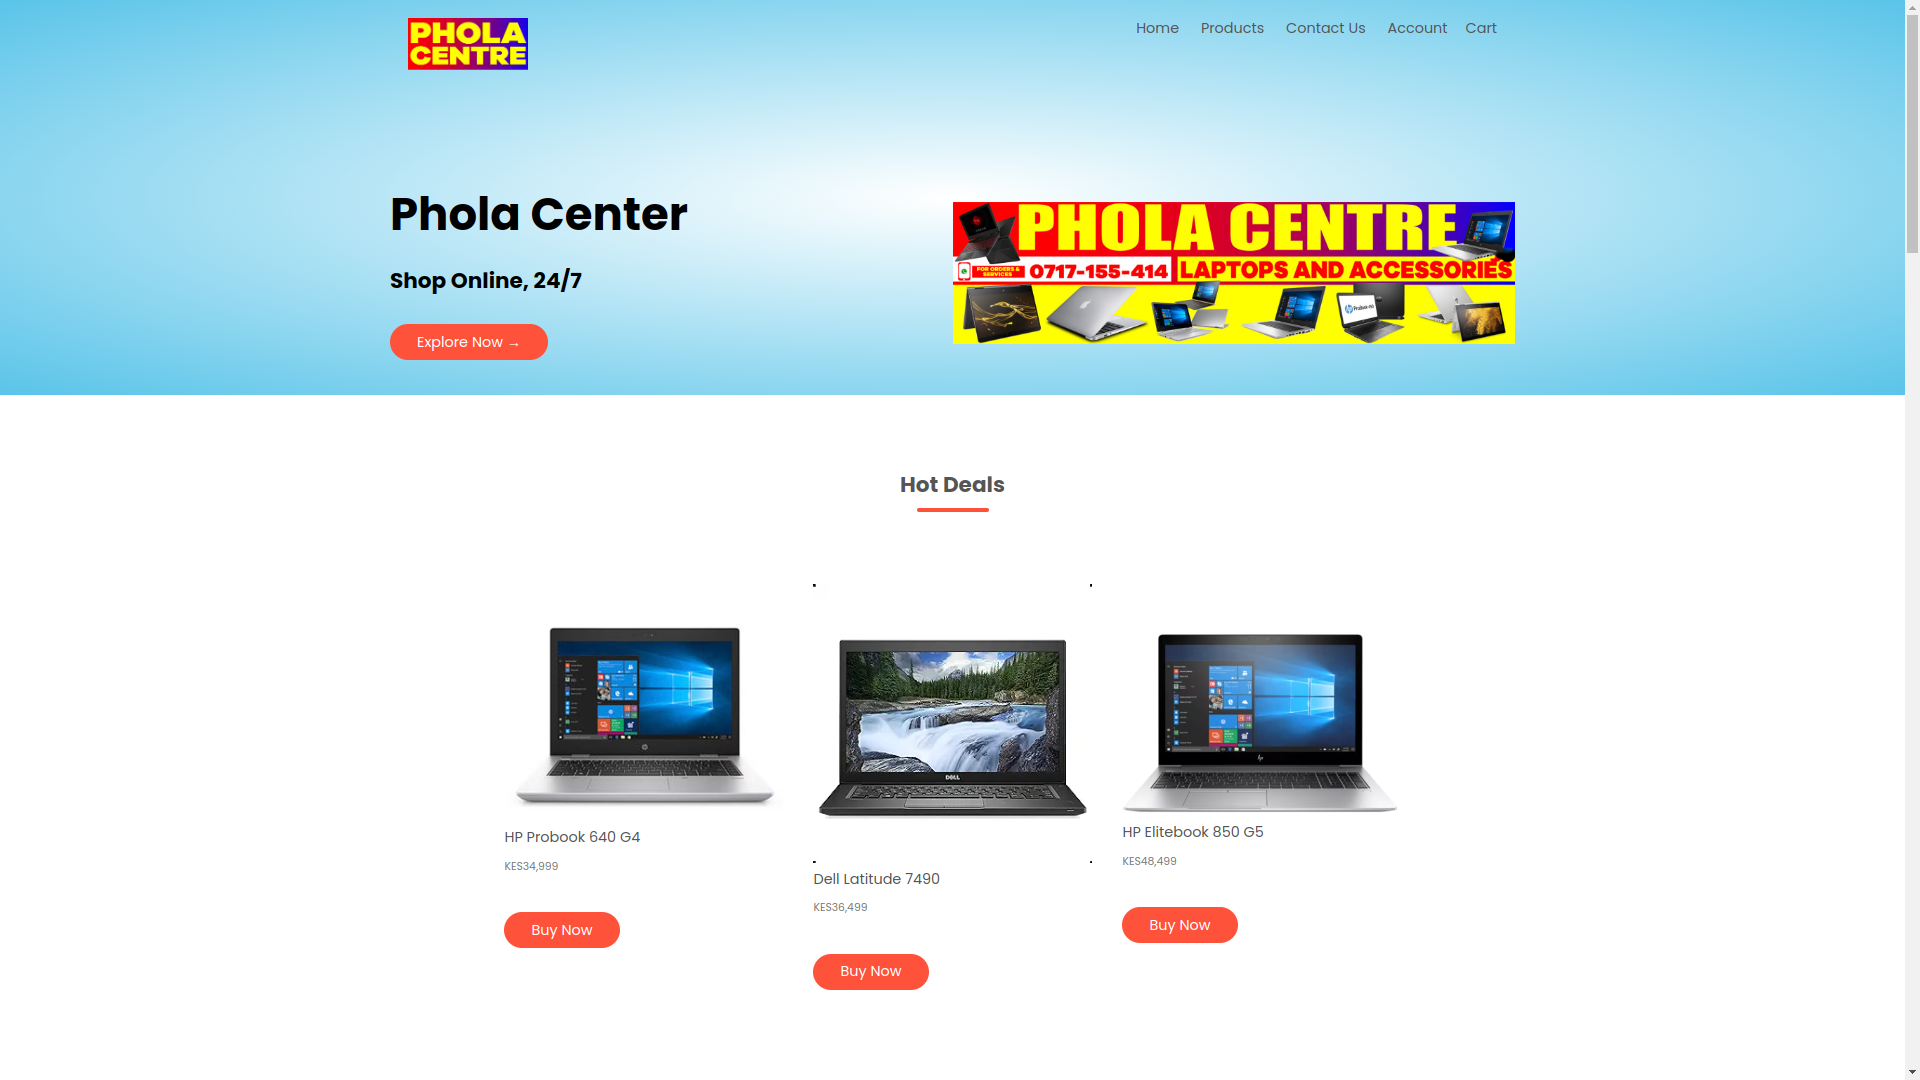 PHOLA
CENTRE
Home
Products
Contact Us
Account
Cart
Phola Center
Shop Online, 24/7
Explore Now →
PHOLA CENTRE
FOR ORDERS &
SERVICES
0717-155-414
LAPTOPS AND ACCESSORIES
Hot Deals
DELL
HP Probook 640 G4
KES34,999
Buy Now
Dell Latitude 7490
KES36,499
Buy Now
HP Elitebook 850 G5
KES48,499
Buy Now